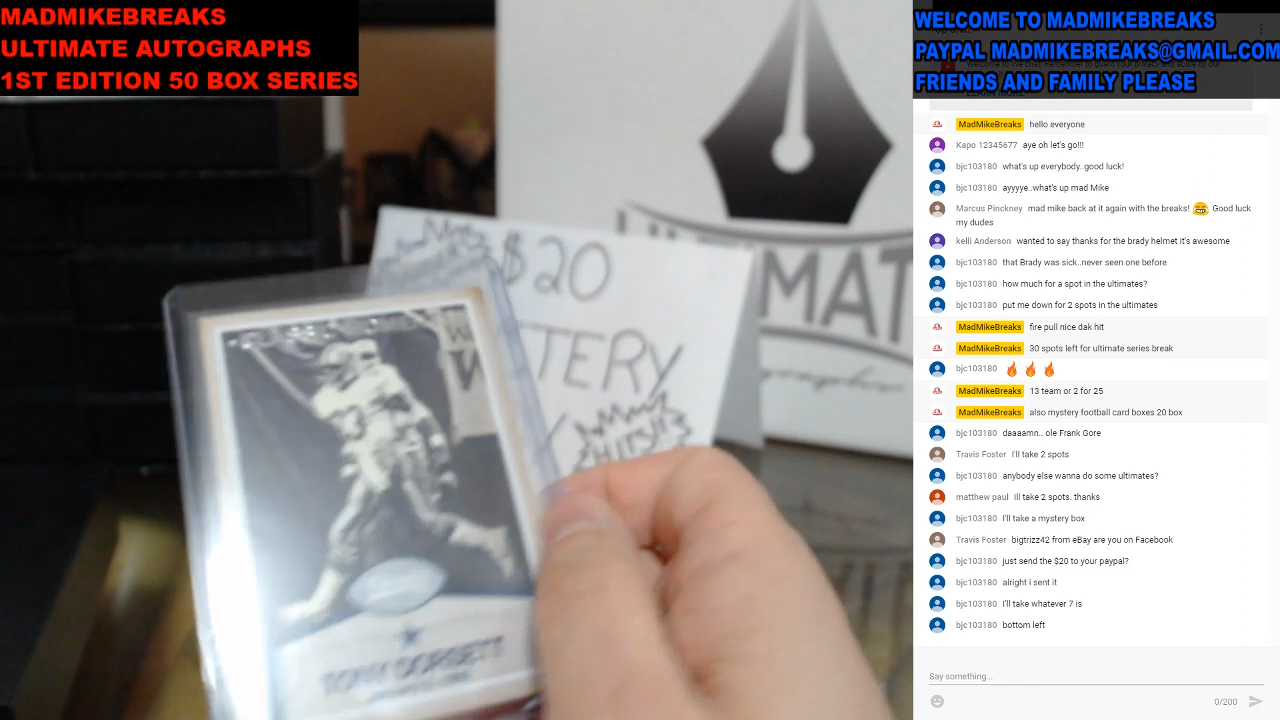 MADMIKEBREAKS
ULTIMATE AUTOGRAPHS
1ST EDITION 50 BOX SERIES
WELCOME TO MADMIKEBREAKS
PAYPAL MADMIKEBREAKS@GMAIL.COM
FRIENDS AND FAMILY PLEASE
MadMikeBreaks hello everyone
Kapo 12345677 aye oh let's go!!!
bjc103180 what's up everybody..good luck!
bjc103180 ayyyye..what's up mad Mike
Marcus Pinckney mad mike back at it again with the breaks! 😂 Good luck
my dudes
kelli Anderson wanted to say thanks for the brady helmet it's awesome
bjc103180 that Brady was sick..never seen one before
bjc103180 how much for a spot in the ultimates?
bjc103180 put me down for 2 spots in the ultimates
MadMikeBreaks fire pull nice dak hit
MadMikeBreaks 30 spots left for ultimate series break
bjc103180 🔥 🔥 🔥
MadMikeBreaks 13 team or 2 for 25
MadMikeBreaks also mystery football card boxes 20 box
bjc103180 daaamn.. ole Frank Gore
Travis Foster I'll take 2 spots
bjc103180 anybody else wanna do some ultimates?
matthew paul ill take 2 spots. thanks
bjc103180 I'll take a mystery box
Travis Foster bigtrizz42 from eBay are you on Facebook
bjc103180 just send the $20 to your paypal?
bjc103180 alright i sent it
bjc103180 I'll take whatever 7 is
bjc103180 bottom left
Say something...
0/200
$20
TERY
TONY DORSETT